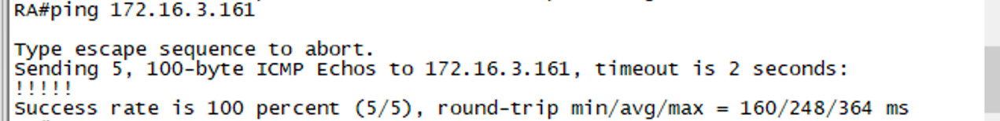 RA#ping 172.16.3.161
Type escape sequence to abort.
Sending 5, 100-byte ICMP Echos to 172.16.3.161, timeout is 2 seconds:
!!!!!
Success rate is 100 percent (5/5), round-trip min/avg/max = 160/248/364 ms